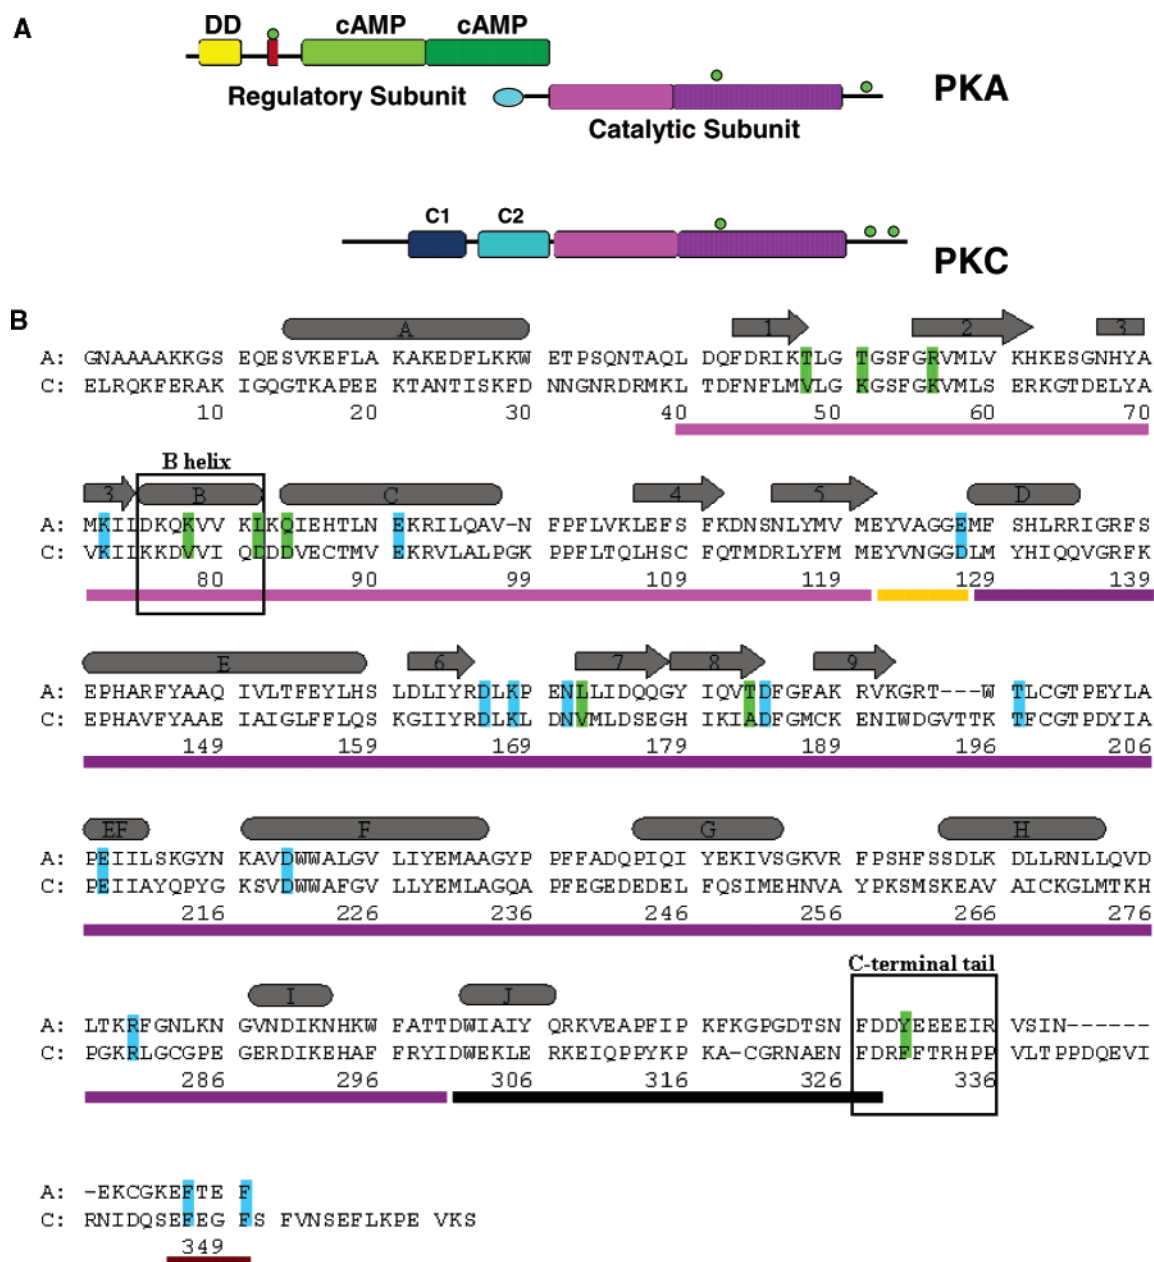 A
DD cAMP cAMP
Regulatory Subunit
PKA
Catalytic Subunit
C1 C2
PKC
B
A 1 2 3
A: GNAAAAKKGS EQESVKEFLA KAKEDFLKKW ETPSQNTAQL DQFDRIKTLG TGSFGRVMLV KHKESGNHYA
C: ELRQKFERAK IGQGTKAPEE KTANTISKFD NNGNRDRMKL TDFNFLMVLG KGSFGKVMLS ERKGTDELYA
10 20 30 40 50 60 70
B helix
3 B C 4 5 D
A: MKILDKQKVV KLKQIEHTLN EKRILQAV-N FPFLVKLEFS FKDNSNLYMV MEYVAGGEMF SHLRRIGRFS
C: VKILKKDVVI QDDDVECTMV EKRVLALPGK PPFLTQLHSC FQTMDRLYFM MEYVNGGDLM YHIQQVGRFK
80 90 99 109 119 129 139
E 6 7 8 9
A: EPHARFYAAQ IVLTFEYLHS LDLIYRDLKP ENLLIDQQGY IQVTDFGFAK RVKGRT---W TLCGTPEYLA
C: EPHAVFYAAE IAIGLFFLQS KGIIYRDLKL DNVMLDSEGH IKIADFGMCK ENIWDGVTTK TFCGTPDYIA
149 159 169 179 189 196 206
EF F G H
A: PEIILSKGYN KAVDWWALGV LIYEMAAGYP PFFADQPIQI YEKIVSGKVR FPSHFSSDLK DLLRNLLQVD
C: PEIIAYQPYG KSVDWWAFGV LLYEMLAGQA PFEGEDEDEL FQSIMEHNVA YPKSMSKEAV AICKGLMTKH
216 226 236 246 256 266 276
C-terminal tail
I J
A: LTKRFGNLKN GVNDIKNHKW FATTDWIAIY QRKVEAPFIP KFKGPGDTSN FDDYEEEEIR VSIN------
C: PGKRLGCGPE GERDIKEHAF FRYIDWEKLE RKEIQPPYKP KA-CGRNAEN FDRFFTRHPP VLTPPDQEVI
286 296 306 316 326 336
A: -EKCGKEFTE F
C: RNIDQSEFEG FS FVNSEFLKPE VKS
349